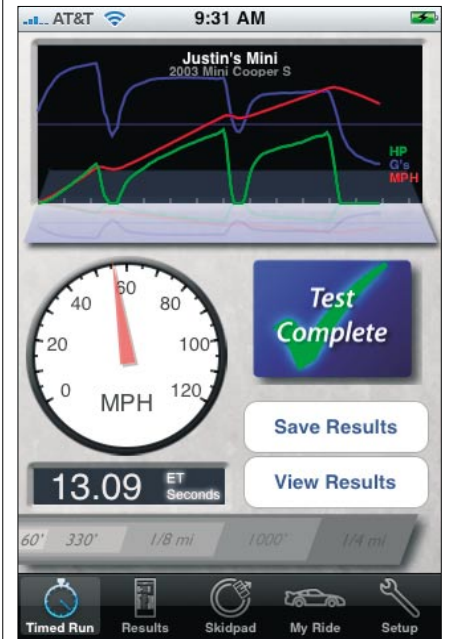 AT&T 9:31 AM
Justin's Mini
2003 Mini Cooper S
HP
G's
MPH
0 20 40 60 80 100 120
MPH
Test
Complete
13.09 ET
Seconds
Save Results
View Results
60' 330' 1/8 mi 1000' 1/4 mi
Timed Run Results Skidpad My Ride Setup